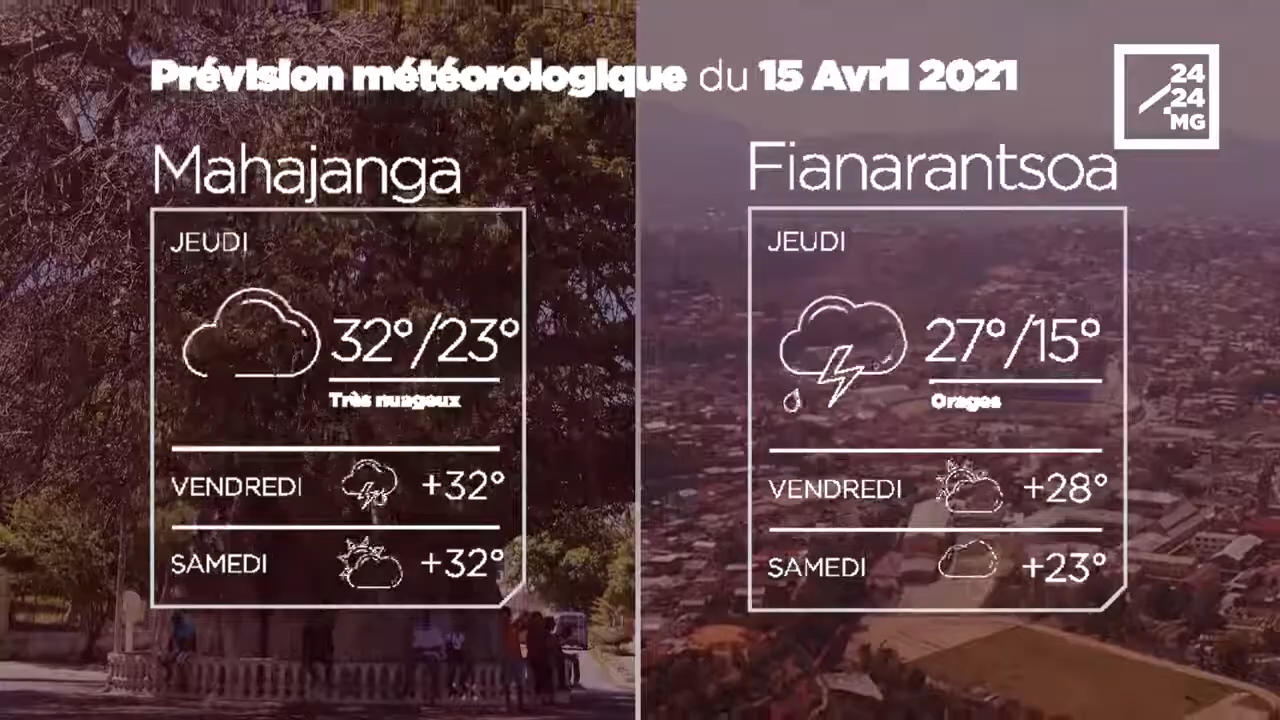 Prévision météorologique du 15 Avril 2021
24
24
MG
Mahajanga
JEUDI
32°/23°
Très nuageux
VENDREDI +32°
SAMEDI +32°
Fianarantsoa
JEUDI
27°/15°
Orages
VENDREDI +28°
SAMEDI +23°